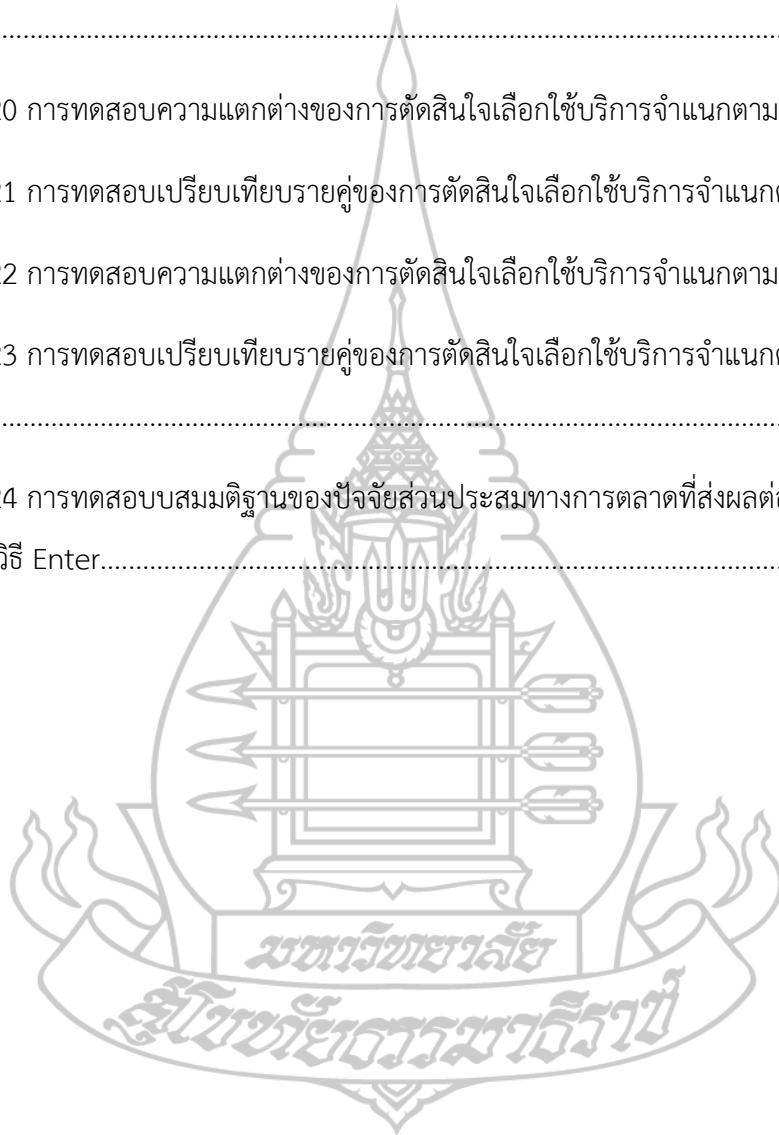 ................................................................................
20 การทดสอบความแตกต่างของการตัดสินใจเลือกใช้บริการจำแนกตาม
21 การทดสอบเปรียบเทียบรายคู่ของการตัดสินใจเลือกใช้บริการจำแนก
22 การทดสอบความแตกต่างของการตัดสินใจเลือกใช้บริการจำแนกตาม
23 การทดสอบเปรียบเทียบรายคู่ของการตัดสินใจเลือกใช้บริการจำแนก
................................................................................
24 การทดสอบบสมมติฐานของปัจจัยส่วนประสมทางการตลาดที่ส่งผลต่อ
วิธี Enter................................................................................
มหาวิทยาลัย
สุโขทัยธรรมาธิราช